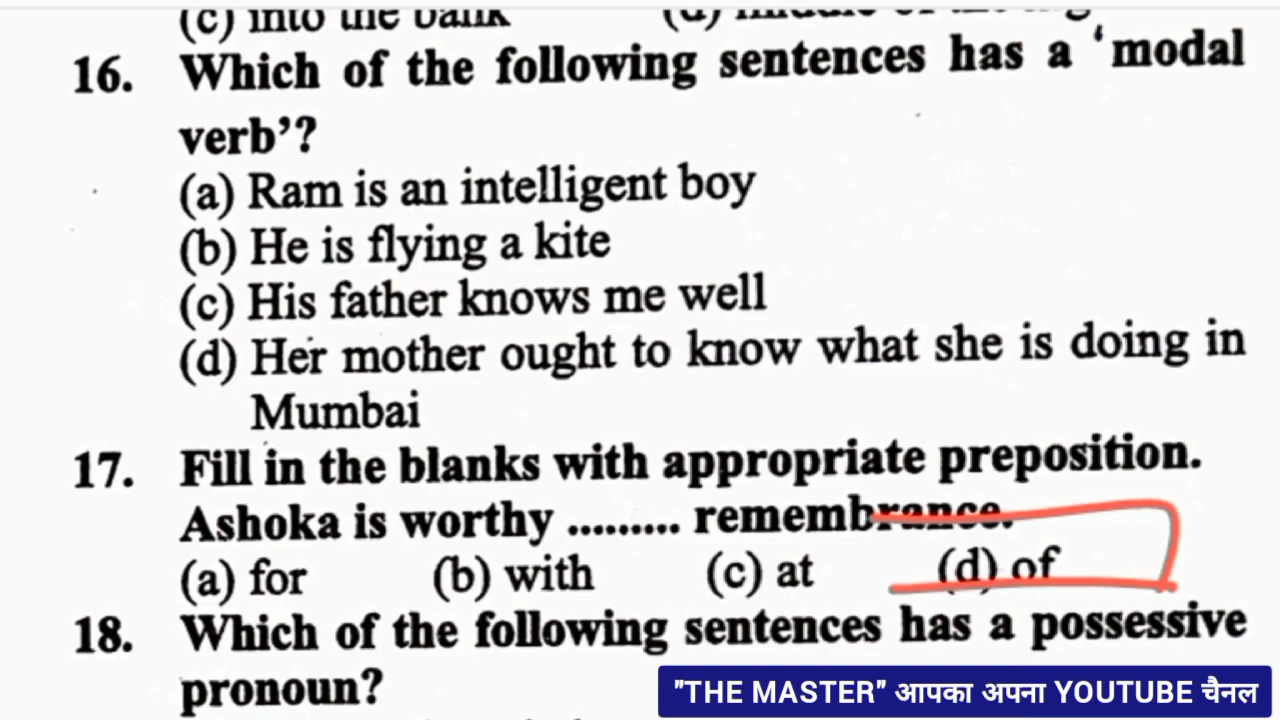 (c) into the bank
16. Which of the following sentences has a ‘modal
verb’?
(a) Ram is an intelligent boy
(b) He is flying a kite
(c) His father knows me well
(d) Her mother ought to know what she is doing in
Mumbai
17. Fill in the blanks with appropriate preposition.
Ashoka is worthy ......... remembrance.
(a) for (b) with (c) at (d) of
18. Which of the following sentences has a possessive
pronoun?
"THE MASTER" आपका अपना YOUTUBE चैनल